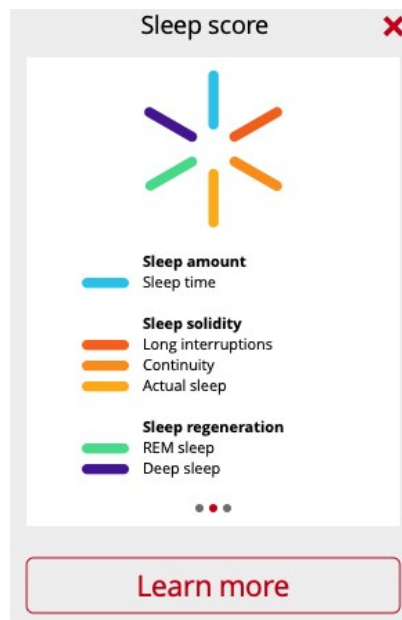 Sleep score
Sleep amount
Sleep time
Sleep solidity
Long interruptions
Continuity
Actual sleep
Sleep regeneration
REM sleep
Deep sleep
Learn more